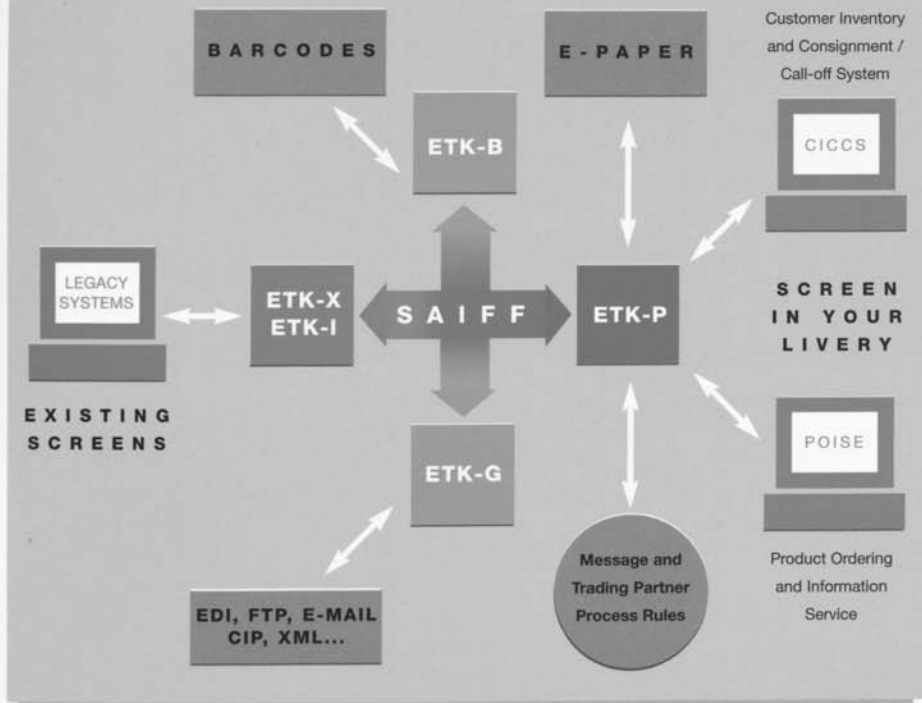 BARCODES
E-PAPER
Customer Inventory
and Consignment /
Call-off System
CICCS
ETK-B
LEGACY
SYSTEMS
ETK-X
ETK-I
SAIFF
ETK-P
SCREEN
IN YOUR
LIVERY
EXISTING
SCREENS
ETK-G
POISE
EDI, FTP, E-MAIL
CIP, XML...
Message and
Trading Partner
Process Rules
Product Ordering
and Information
Service